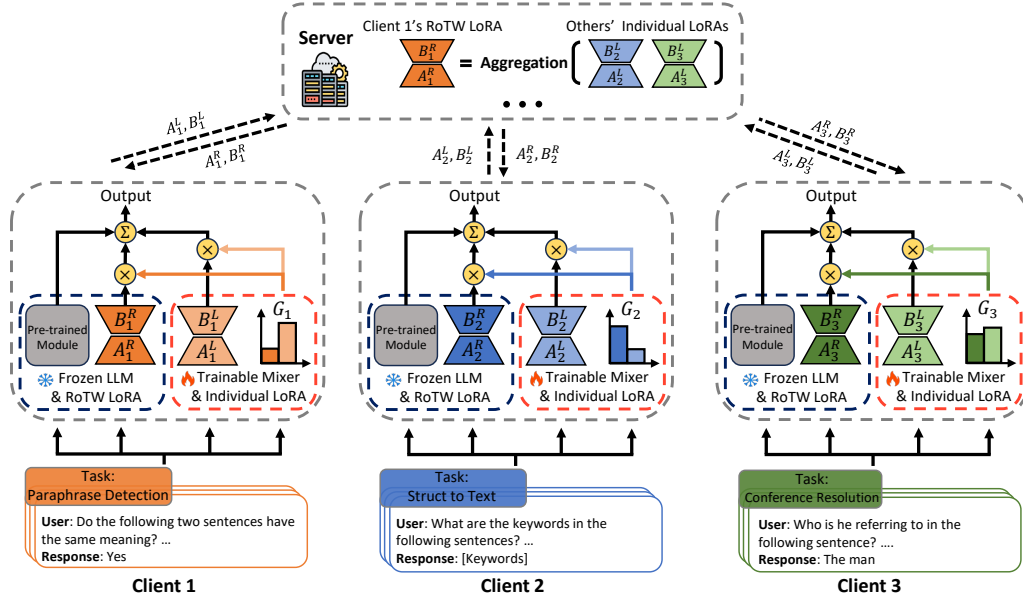 Server
Client 1's RoTW LoRA
Others' Individual LoRAs
B_1^R
A_1^R
= Aggregation
B_2^L
A_2^L
B_3^L
A_3^L
...
A_1^L, B_1^L
A_1^R, B_1^R
A_2^L, B_2^L
A_2^R, B_2^R
A_3^R, B_3^R
A_3^L, B_3^L
Output
Σ
×
×
Pre-trained
Module
B_1^R
A_1^R
B_1^L
A_1^L
G_1
Frozen LLM
& RoTW LoRA
Trainable Mixer
& Individual LoRA
Task:
Paraphrase Detection
User: Do the following two sentences have
the same meaning? ...
Response: Yes
Client 1
Output
Σ
×
×
Pre-trained
Module
B_2^R
A_2^R
B_2^L
A_2^L
G_2
Frozen LLM
& RoTW LoRA
Trainable Mixer
& Individual LoRA
Task:
Struct to Text
User: What are the keywords in the
following sentences? ...
Response: [Keywords]
Client 2
Output
Σ
×
×
Pre-trained
Module
B_3^R
A_3^R
B_3^L
A_3^L
G_3
Frozen LLM
& RoTW LoRA
Trainable Mixer
& Individual LoRA
Task:
Conference Resolution
User: Who is he referring to in the
following sentence? ....
Response: The man
Client 3